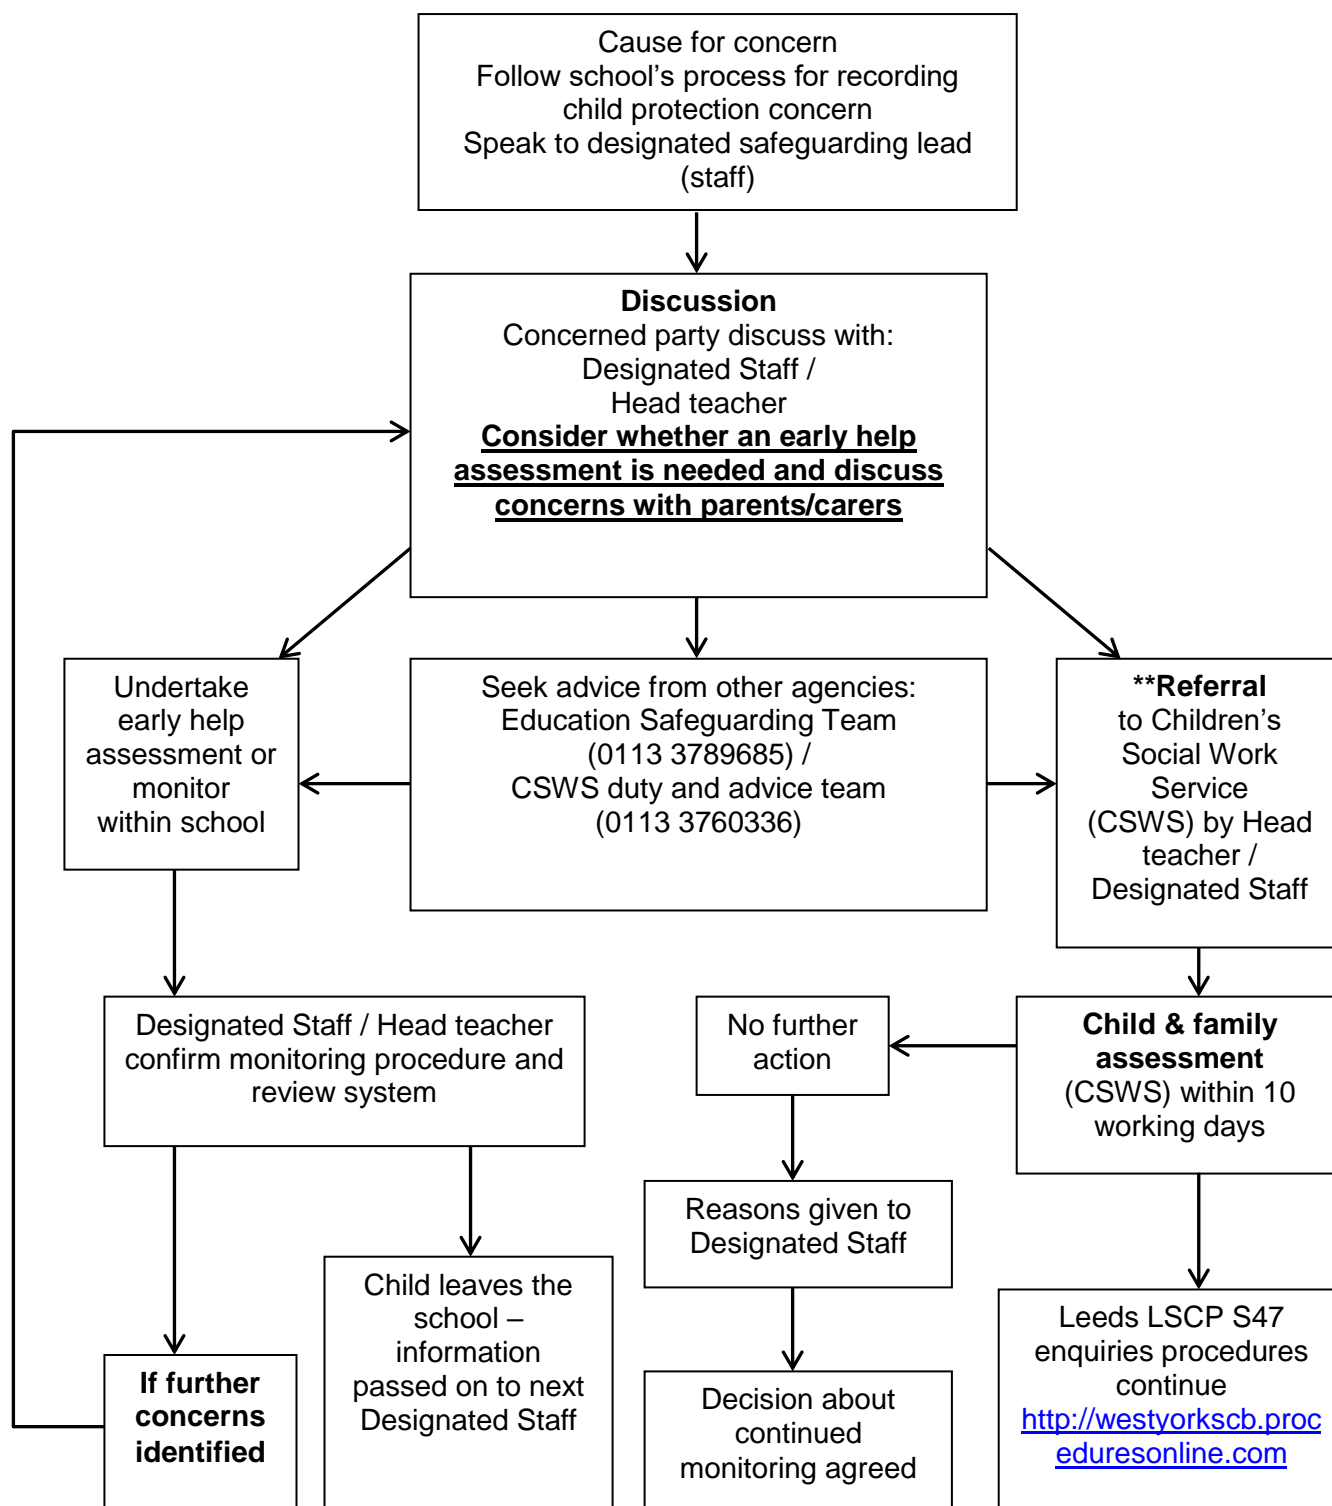 Cause for concern
Follow school's process for recording
child protection concern
Speak to designated safeguarding lead
(staff)
Discussion
Concerned party discuss with:
Designated Staff /
Head teacher
Consider whether an early help
assessment is needed and discuss
concerns with parents/carers
Undertake
early help
assessment or
monitor
within school
Seek advice from other agencies:
Education Safeguarding Team
(0113 3789685) /
CSWS duty and advice team
(0113 3760336)
**Referral
to Children's
Social Work
Service
(CSWS) by Head
teacher /
Designated Staff
Designated Staff / Head teacher
confirm monitoring procedure and
review system
No further
action
Child & family
assessment
(CSWS) within 10
working days
Reasons given to
Designated Staff
Child leaves the
school –
information
passed on to next
Designated Staff
Leeds LSCP S47
enquiries procedures
continue
http://westyorkscb.proc
eduresonline.com
If further
concerns
identified
Decision about
continued
monitoring agreed